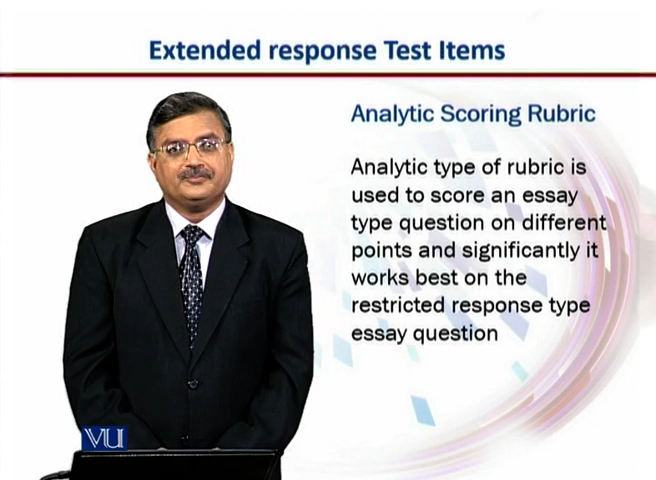 Extended response Test Items
Analytic Scoring Rubric
Analytic type of rubric is
used to score an essay
type question on different
points and significantly it
works best on the
restricted response type
essay question
VU